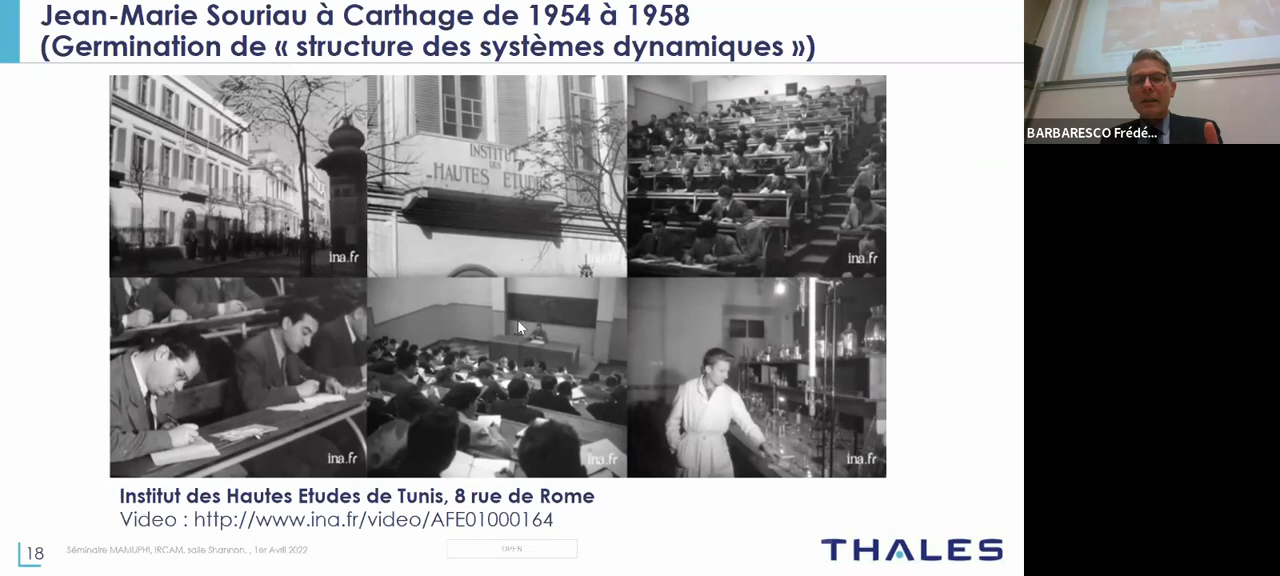 Jean-Marie Souriau à Carthage de 1954 à 1958
(Germination de « structure des systèmes dynamiques »)
BARBARESCO Frédé...
INSTITUT
DES
HAUTES ETUDES
ina.fr
ina.fr
ina.fr
ina.fr
ina.fr
Institut des Hautes Etudes de Tunis, 8 rue de Rome
Video : http://www.ina.fr/video/AFE01000164
18
Séminaire MAMUPHI, IRCAM, salle Shannon, , 1er Avril 2022
OPEN
THALES